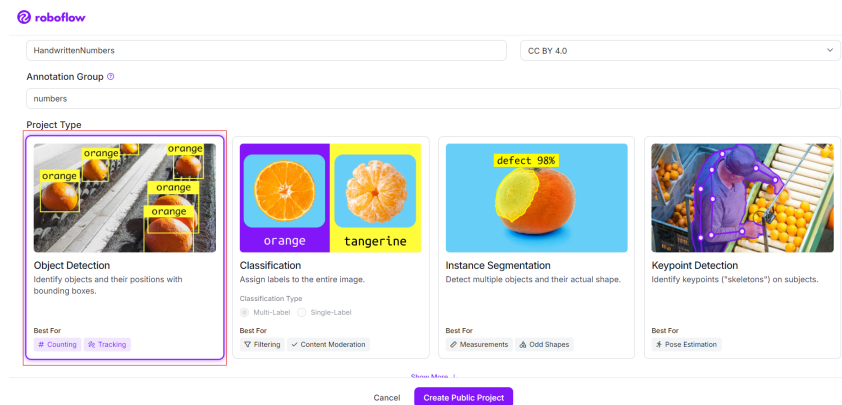 roboflow
HandwrittenNumbers
CC BY 4.0
Annotation Group
numbers
Project Type
orange
orange
orange
orange
orange
Object Detection
Identify objects and their positions with
bounding boxes.
Best For
# Counting
Tracking
orange
tangerine
Classification
Assign labels to the entire image.
Classification Type
Multi-Label
Single-Label
Best For
Filtering
Content Moderation
defect 98%
Instance Segmentation
Detect multiple objects and their actual shape.
Best For
Measurements
Odd Shapes
Keypoint Detection
Identify keypoints ("skeletons") on subjects.
Best For
Pose Estimation
Show More
Cancel
Create Public Project